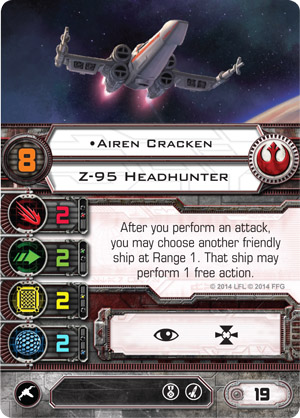 •Airen Cracken
8
Z-95 Headhunter
2
2
2
2
After you perform an attack,
you may choose another friendly
ship at Range 1. That ship may
perform 1 free action.
© 2014 LFL © 2014 FFG
19